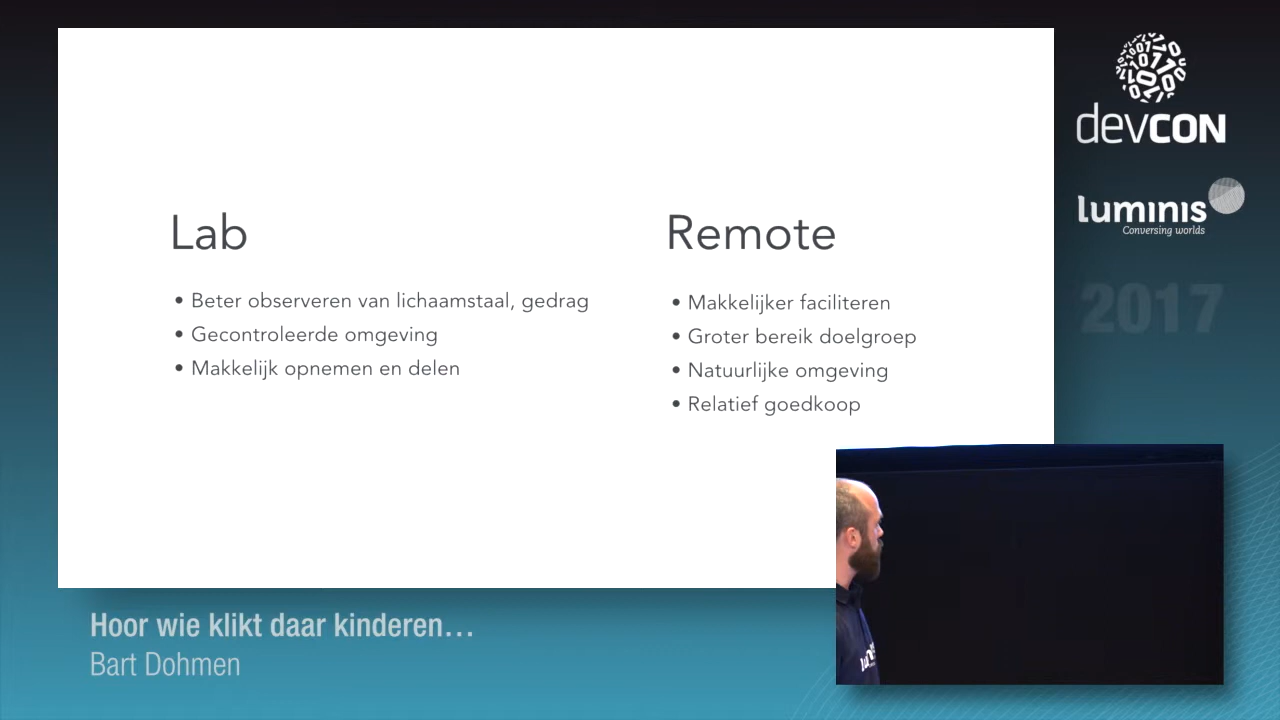 Lab
• Beter observeren van lichaamstaal, gedrag
• Gecontroleerde omgeving
• Makkelijk opnemen en delen
Remote
• Makkelijker faciliteren
• Groter bereik doelgroep
• Natuurlijke omgeving
• Relatief goedkoop
devCON
luminis
Conversing worlds
2017
Hoor wie klikt daar kinderen...
Bart Dohmen